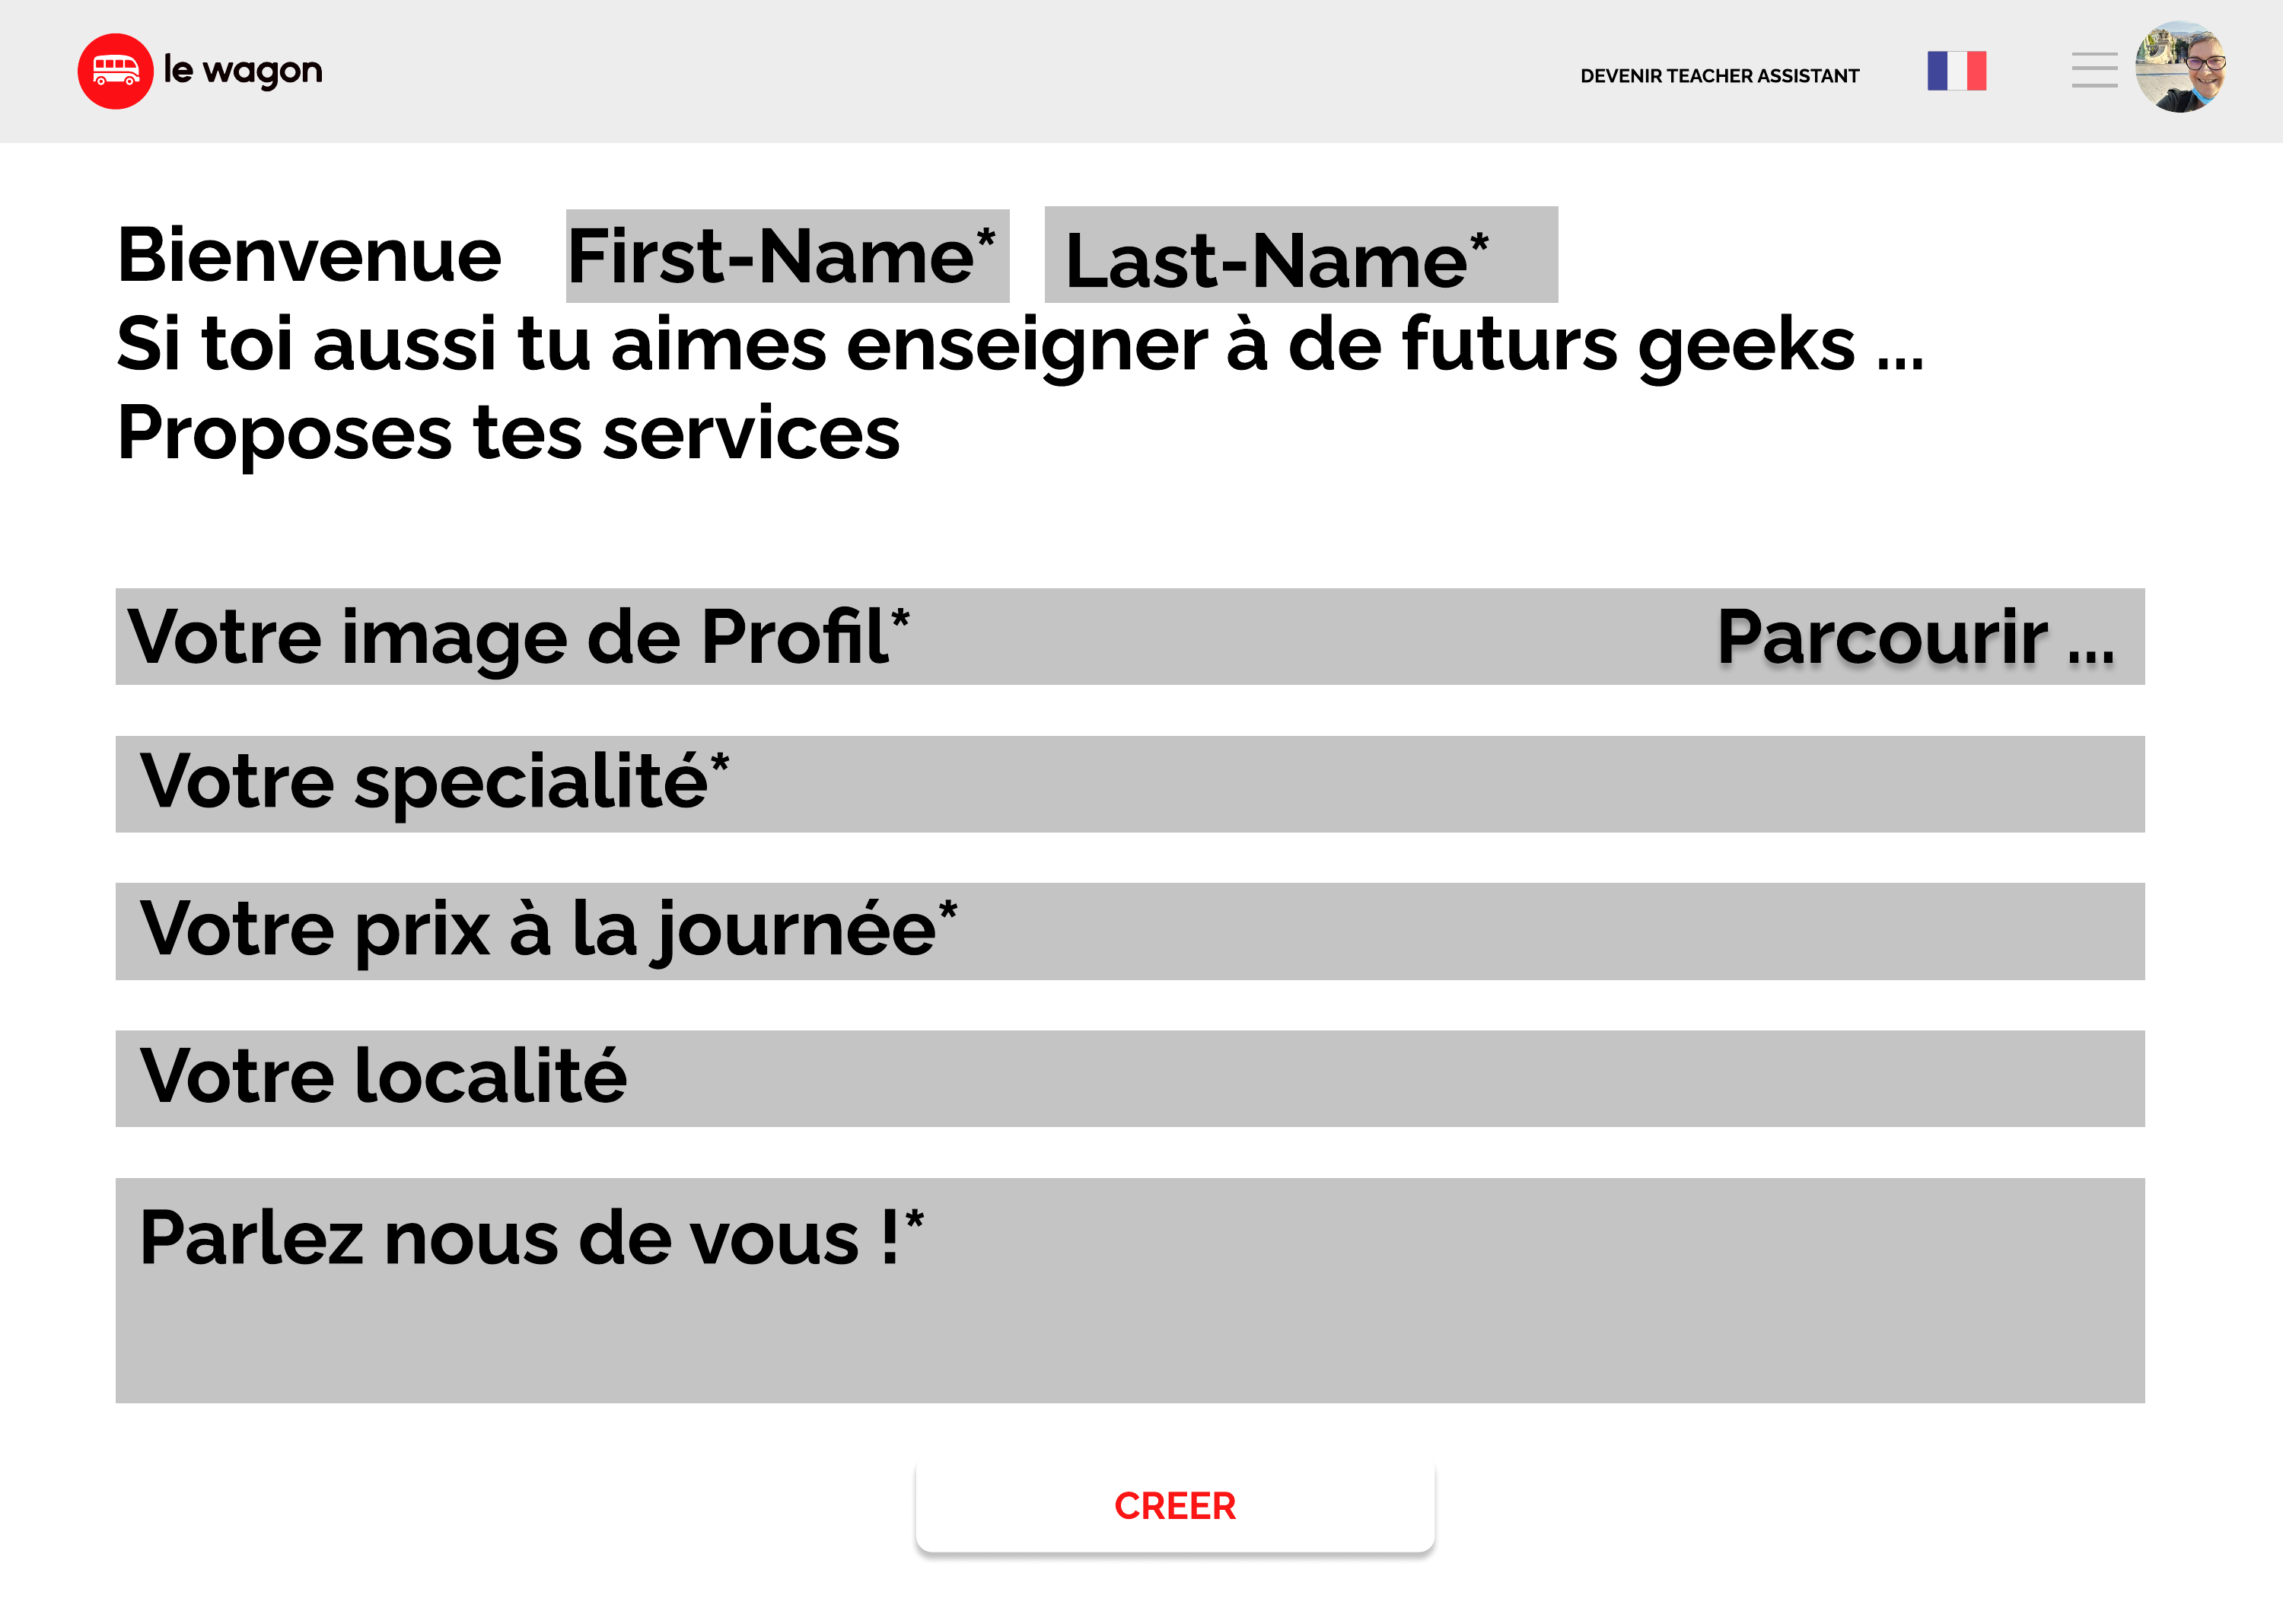 le wagon
DEVENIR TEACHER ASSISTANT
Bienvenue First-Name* Last-Name*
Si toi aussi tu aimes enseigner à de futurs geeks ...
Proposes tes services
Votre image de Profil* Parcourir ...
Votre specialité*
Votre prix à la journée*
Votre localité
Parlez nous de vous !*
CREER